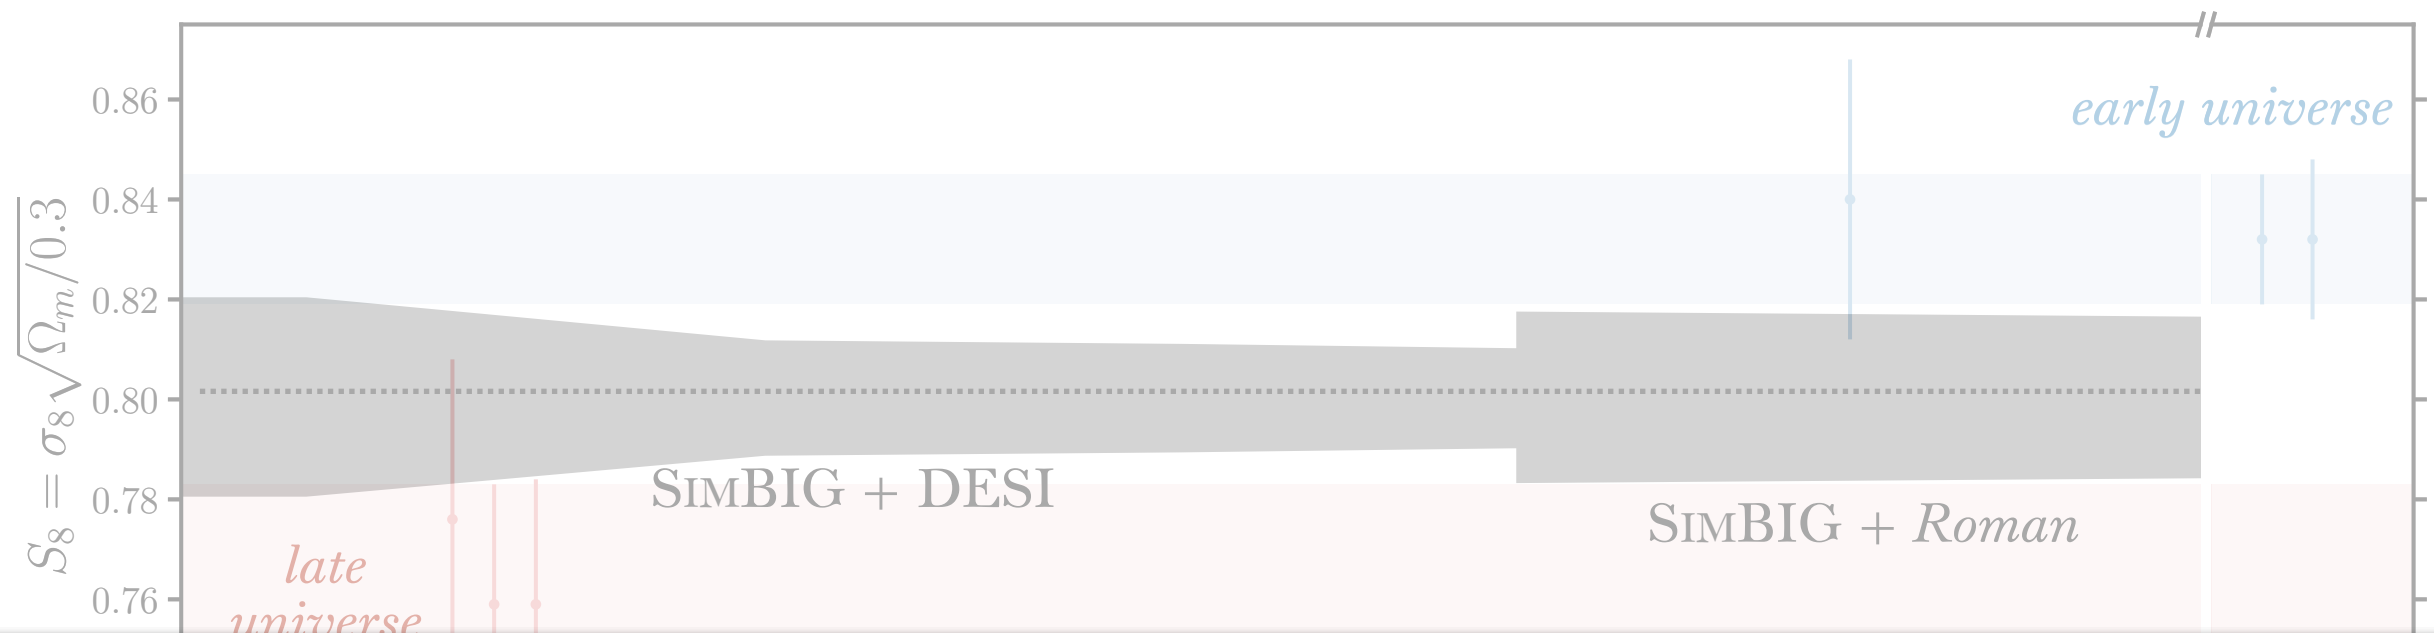 0.86
early universe
0.84
0.82
0.80
0.78
0.76
S₈ = σ₈√Ωₘ/0.3
SIMBIG + DESI
SIMBIG + Roman
late
universe